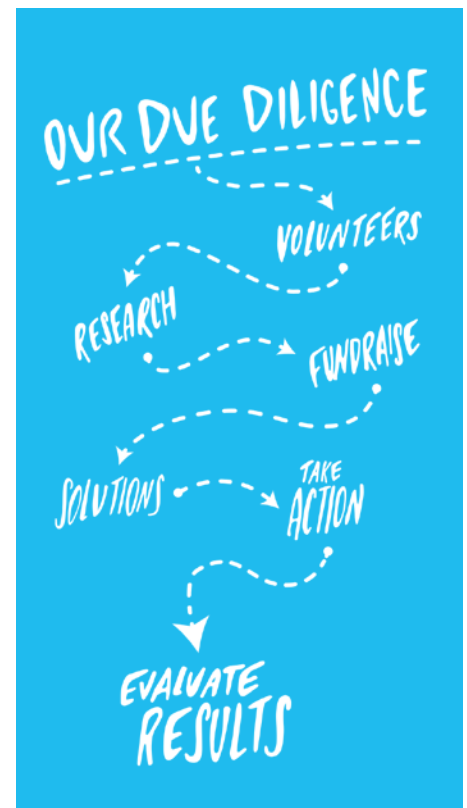 OUR DUE DILIGENCE
VOLUNTEERS
RESEARCH
FUNDRAISE
SOLUTIONS
TAKE
ACTION
EVALUATE
RESULTS